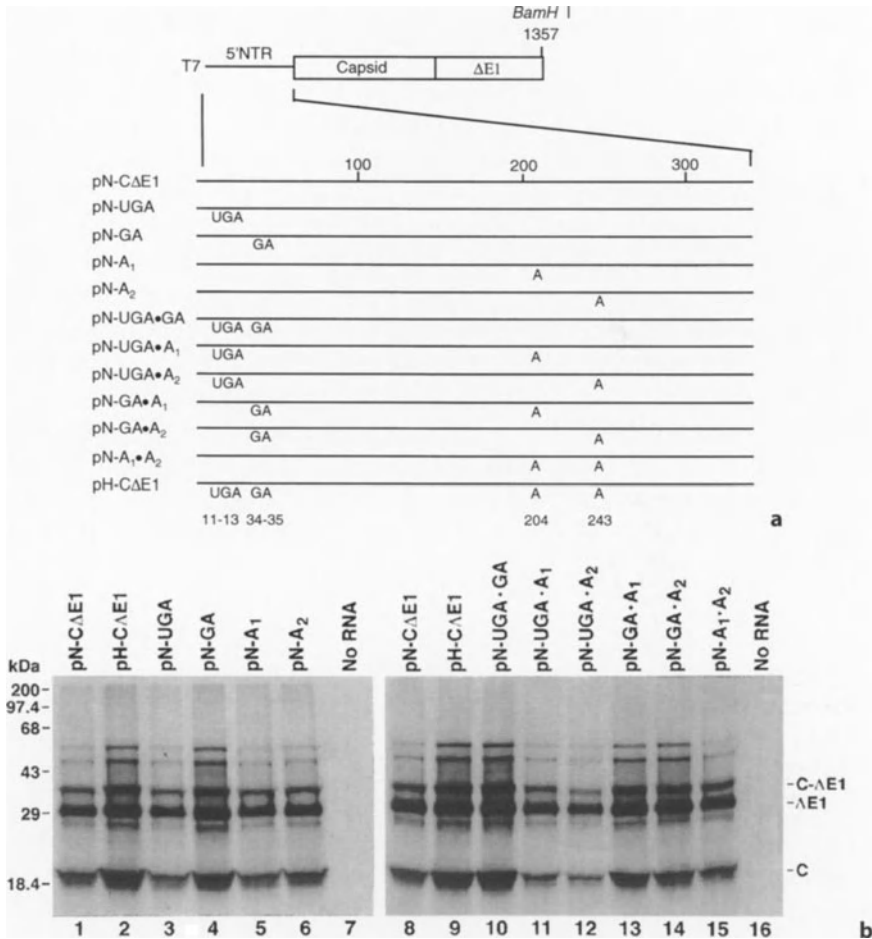 BamH I
1357
5'NTR
T7 Capsid ΔE1
100 200 300
pN-CΔE1
pN-UGA
UGA
pN-GA
GA
pN-A1
A
pN-A2
A
pN-UGA•GA
UGA GA
pN-UGA•A1
UGA A
pN-UGA•A2
UGA A
pN-GA•A1
GA A
pN-GA•A2
GA A
pN-A1•A2
A A
pH-CΔE1
UGA GA A A
11-13 34-35 204 243
a
kDa pN-CΔE1 pH-CΔE1 pN-UGA pN-GA pN-A1 pN-A2 No RNA pN-CΔE1 pH-CΔE1 pN-UGA·GA pN-UGA·A1 pN-UGA·A2 pN-GA·A1 pN-GA·A2 pN-A1·A2 No RNA
200-
97.4-
68-
43-
-C-ΔE1
-ΔE1
29-
-C
18.4-
1 2 3 4 5 6 7 8 9 10 11 12 13 14 15 16
b